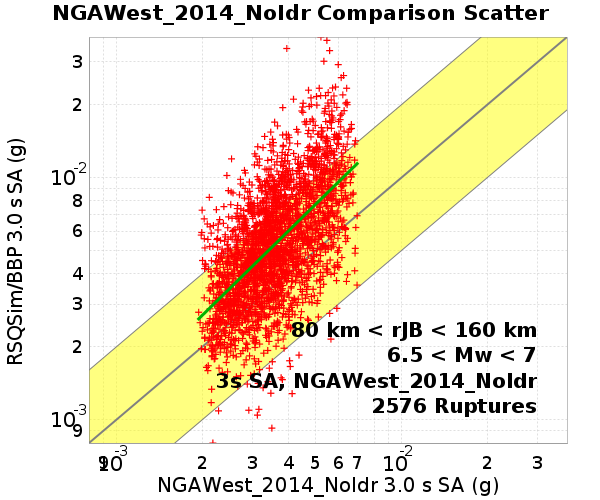 NGAWest_2014_NoIdr Comparison Scatter
RSQSim/BBP 3.0 s SA (g)
3
2
10-2
8
6
4
3
2
10-3
9
80 km < rJB < 160 km
6.5 < Mw < 7
3s SA, NGAWest_2014_NoIdr
2576 Ruptures
9 10-3 2 3 4 5 6 7 10-2 2 3
NGAWest_2014_NoIdr 3.0 s SA (g)